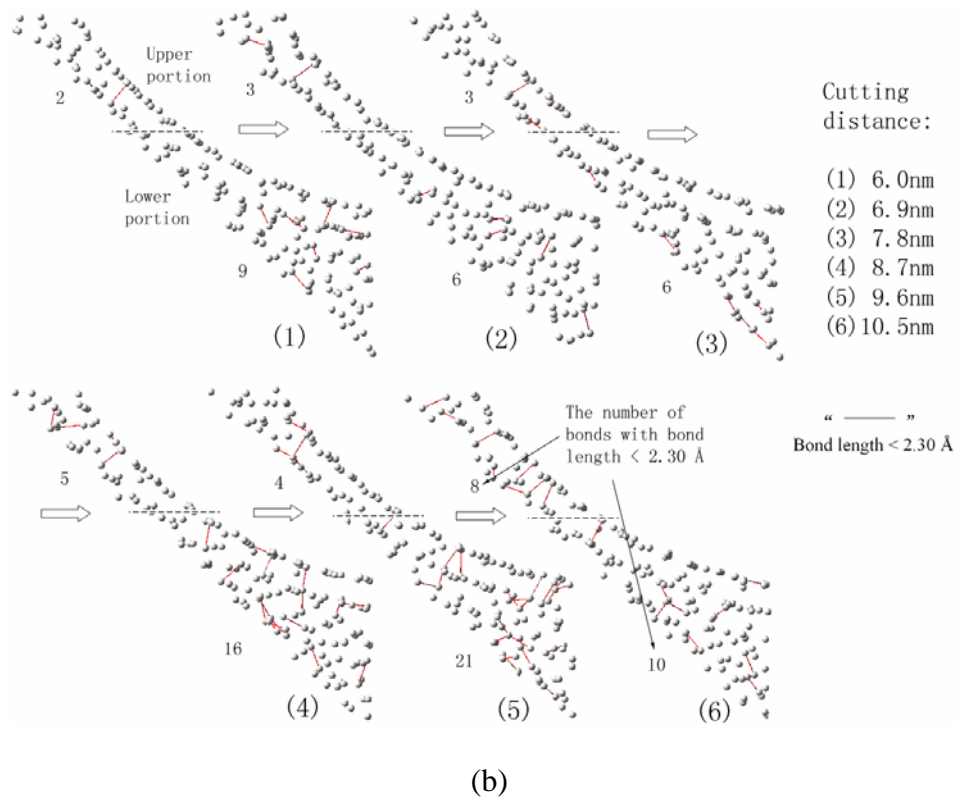 Upper
portion
2
Lower
portion
9
(1)
3
6
(2)
3
6
(3)
Cutting
distance:
(1) 6.0nm
(2) 6.9nm
(3) 7.8nm
(4) 8.7nm
(5) 9.6nm
(6) 10.5nm
5
16
(4)
4
21
(5)
The number of
bonds with bond
length < 2.30 Å
8
10
(6)
“ —— ”
Bond length < 2.30 Å
(b)